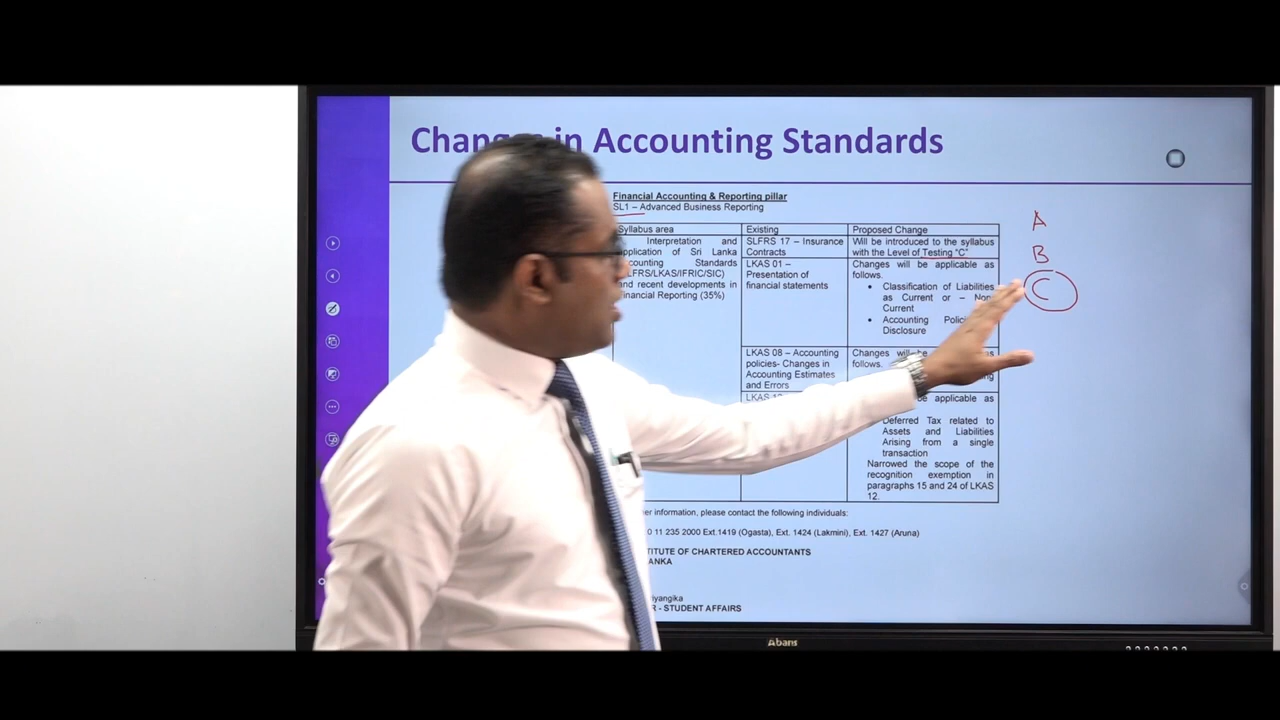 Changes in Accounting Standards
Financial Accounting & Reporting pillar
SL1 – Advanced Business Reporting
Syllabus area
Existing
Proposed Change
Interpretation and
application of Sri Lanka
Accounting Standards
SLFRS/LKAS/IFRIC/SIC)
and recent developments in
Financial Reporting (35%)
SLFRS 17 – Insurance
Contracts
Will be introduced to the syllabus
with the Level of Testing "C"
LKAS 01 –
Presentation of
financial statements
Changes will be applicable as
follows.
• Classification of Liabilities
as Current or – Non
Current
• Accounting
Disclosure
LKAS 08 – Accounting
policies- Changes in
Accounting Estimates
and Errors
Changes will be as
follows.
LKAS
be applicable as
Deferred Tax related to
Assets and Liabilities
Arising from a single
transaction
Narrowed the scope of the
recognition exemption in
paragraphs 15 and 24 of LKAS
12.
information, please contact the following individuals:
0 11 235 2000 Ext.1419 (Ogasta), Ext. 1424 (Lakmini), Ext. 1427 (Aruna)
TITUTE OF CHARTERED ACCOUNTANTS
ANKA
iyangika
R - STUDENT AFFAIRS
A
B
C
Abans